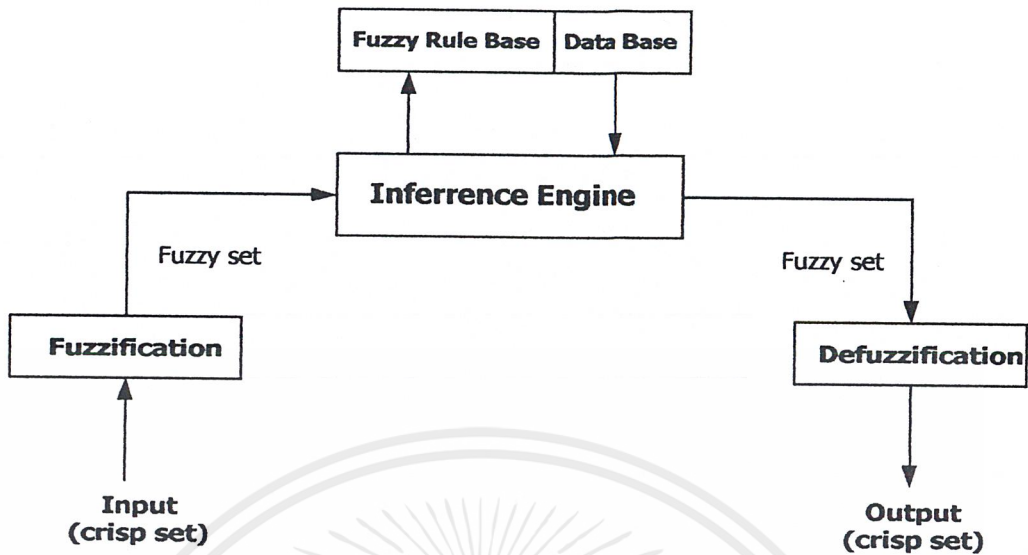 Fuzzy Rule Base
Data Base
Inferrence Engine
Fuzzy set
Fuzzy set
Fuzzification
Defuzzification
Input
(crisp set)
Output
(crisp set)